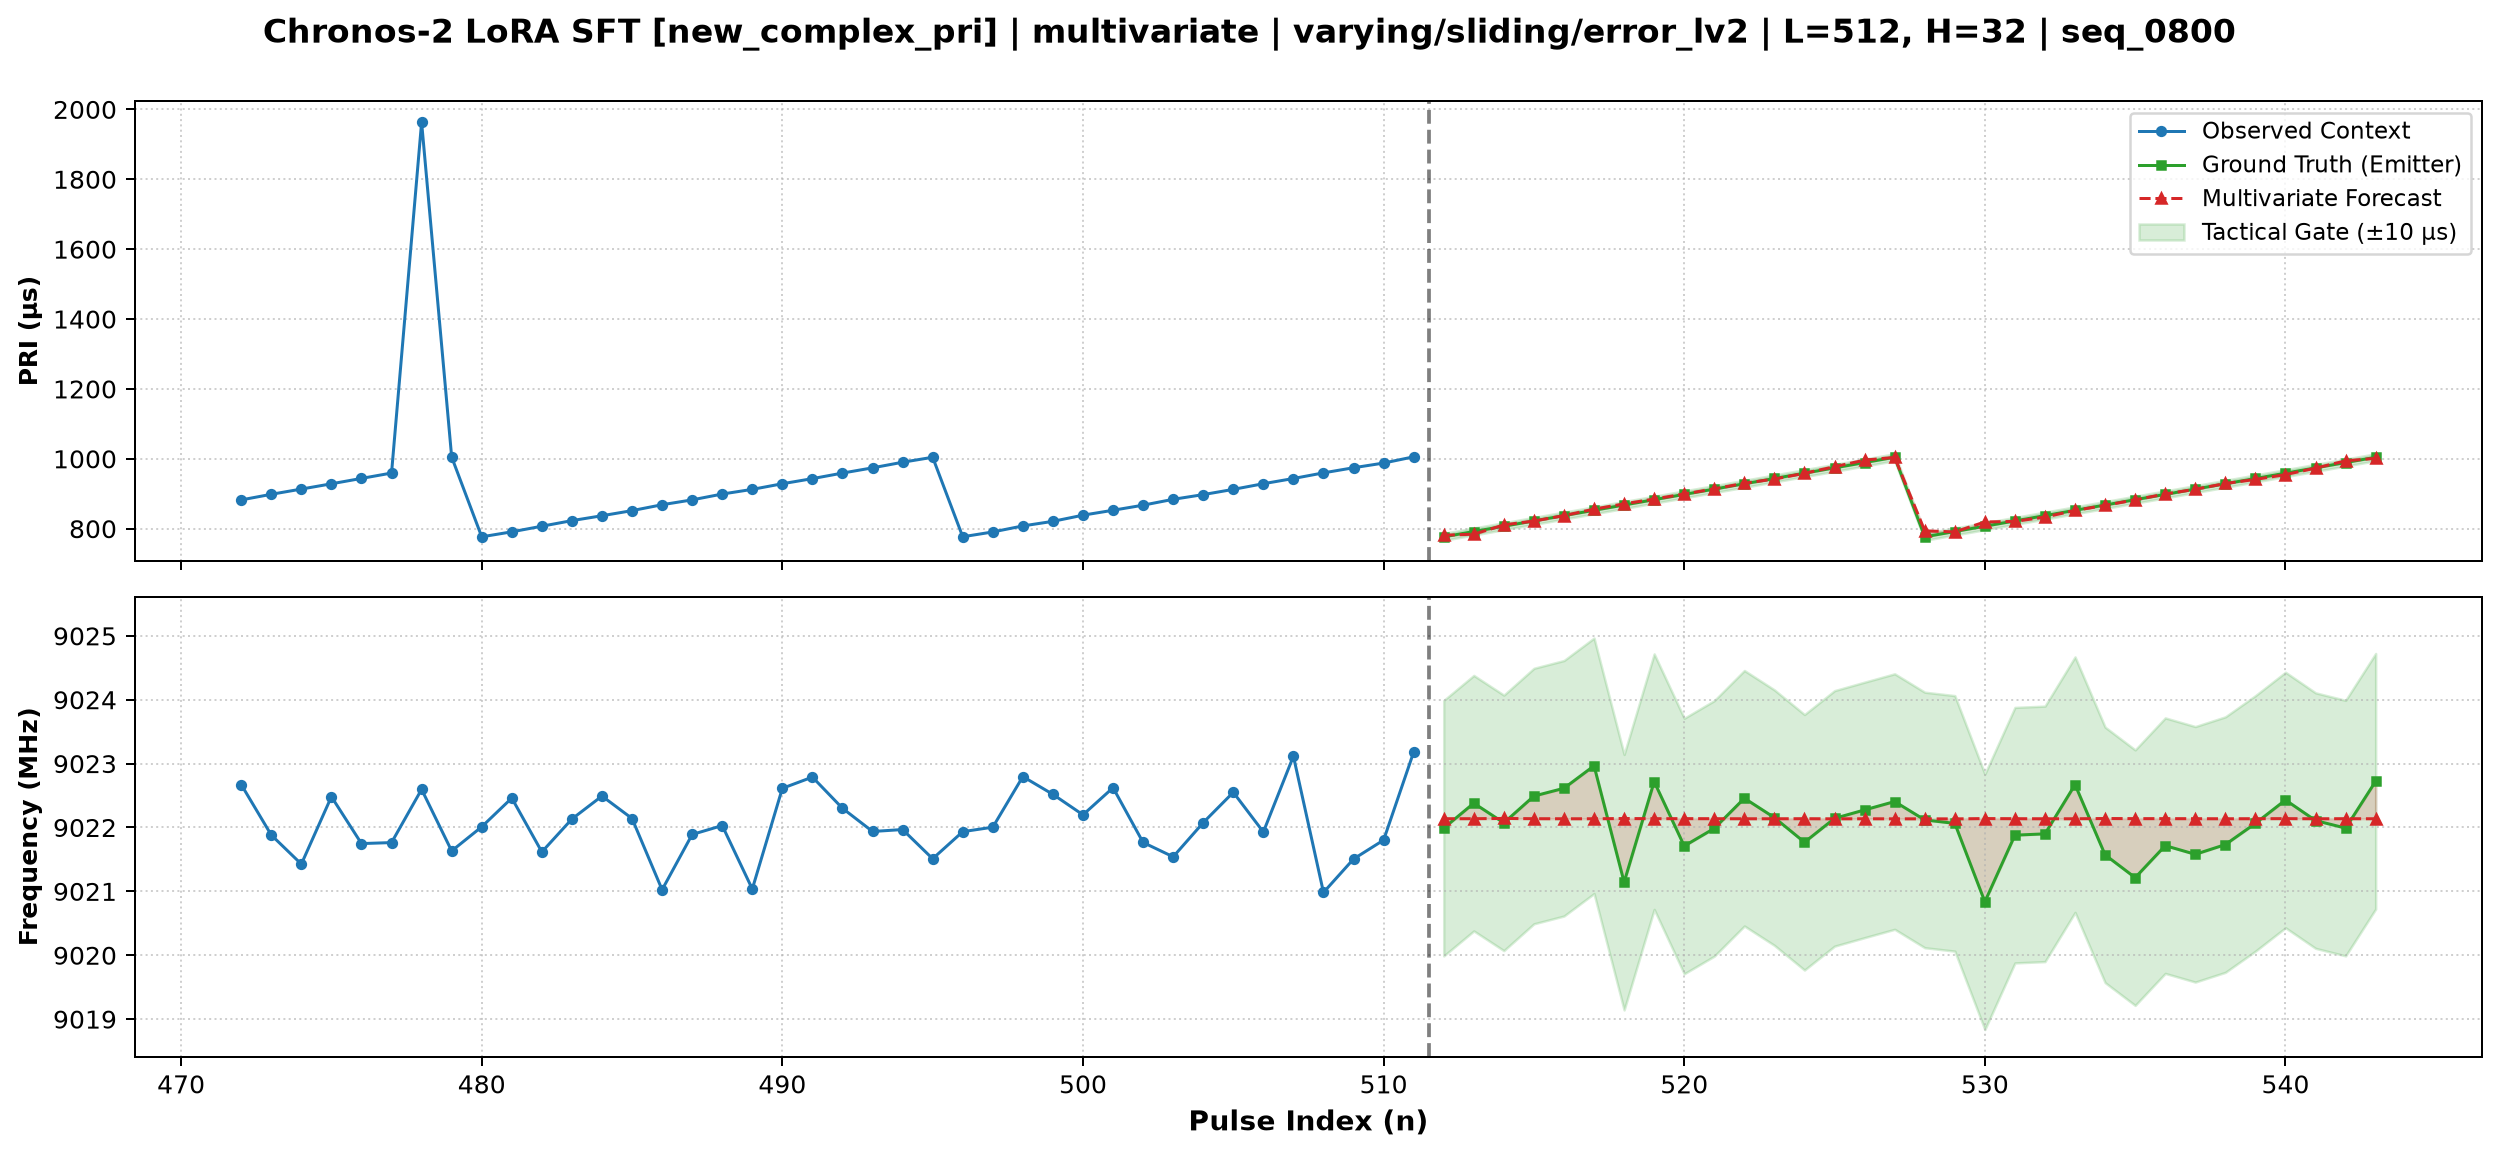 Chronos-2 LoRA SFT [new_complex_pri] | multivariate | varying/sliding/error_lv2 | L=512, H=32 | seq_0800
PRI (µs)
2000
1800
1600
1400
1200
1000
800
Observed Context
Ground Truth (Emitter)
Multivariate Forecast
Tactical Gate (±10 µs)
Frequency (MHz)
9025
9024
9023
9022
9021
9020
9019
470 480 490 500 510 520 530 540
Pulse Index (n)